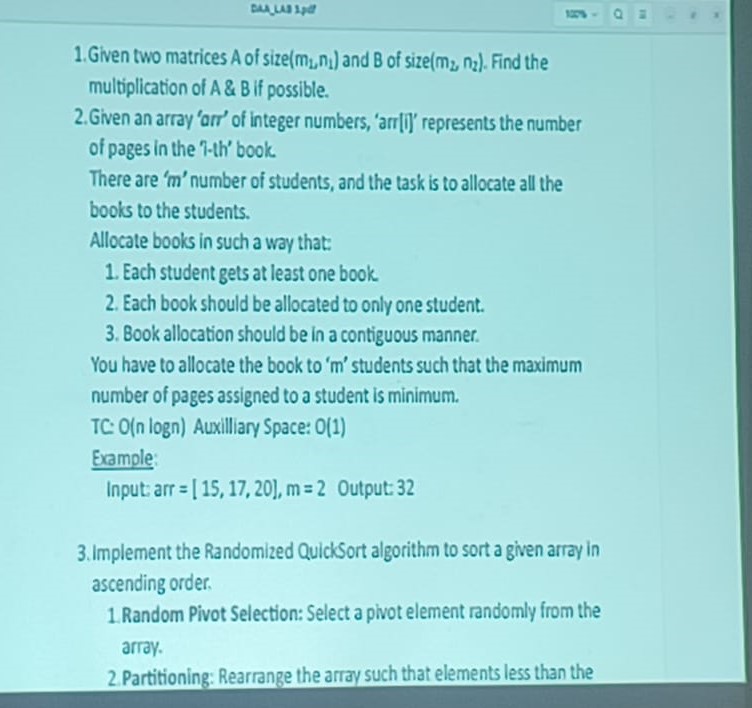 DAA_LAB 3.pdf
100%
1.Given two matrices A of size(m₁,n₁) and B of size(m₂, n₂). Find the
multiplication of A & B if possible.
2.Given an array ‘arr’ of integer numbers, ‘arr[i]’ represents the number
of pages in the ‘i-th’ book.
There are ‘m’ number of students, and the task is to allocate all the
books to the students.
Allocate books in such a way that:
1. Each student gets at least one book.
2. Each book should be allocated to only one student.
3. Book allocation should be in a contiguous manner.
You have to allocate the book to ‘m’ students such that the maximum
number of pages assigned to a student is minimum.
TC: O(n logn) Auxilliary Space: O(1)
Example:
Input: arr = [ 15, 17, 20], m = 2 Output: 32
3.Implement the Randomized QuickSort algorithm to sort a given array in
ascending order.
1.Random Pivot Selection: Select a pivot element randomly from the
array.
2.Partitioning: Rearrange the array such that elements less than the